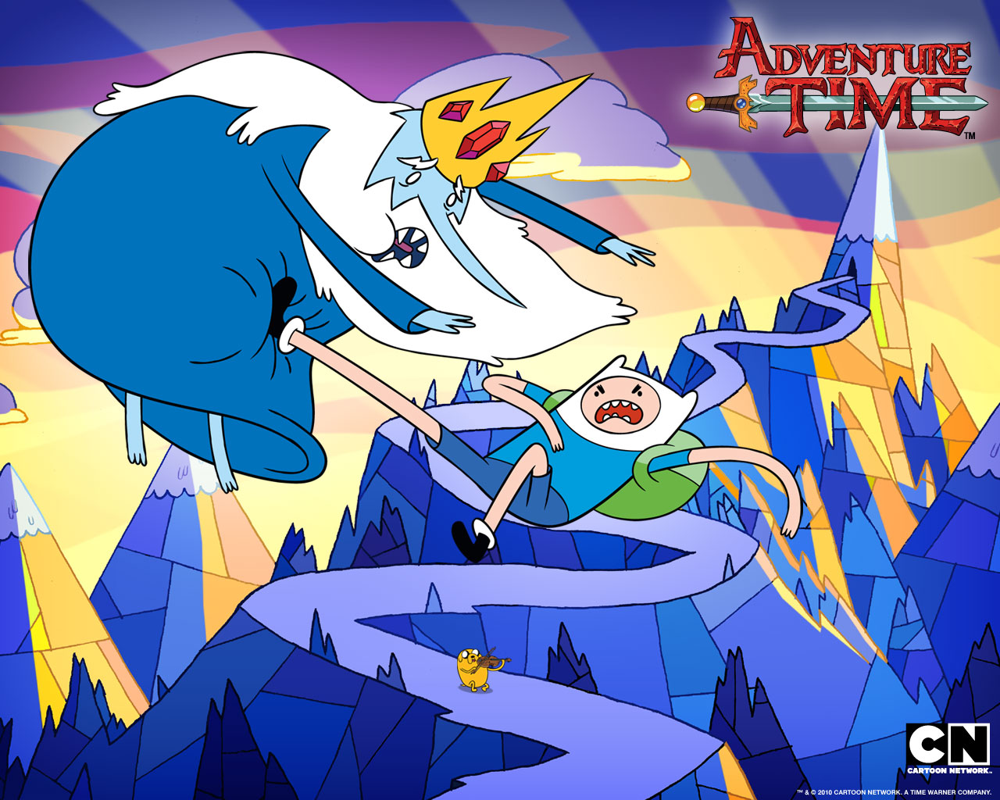 ADVENTURE
TIME
TM
CN
CARTOON NETWORK.
™ & © 2010 CARTOON NETWORK. A TIME WARNER COMPANY.